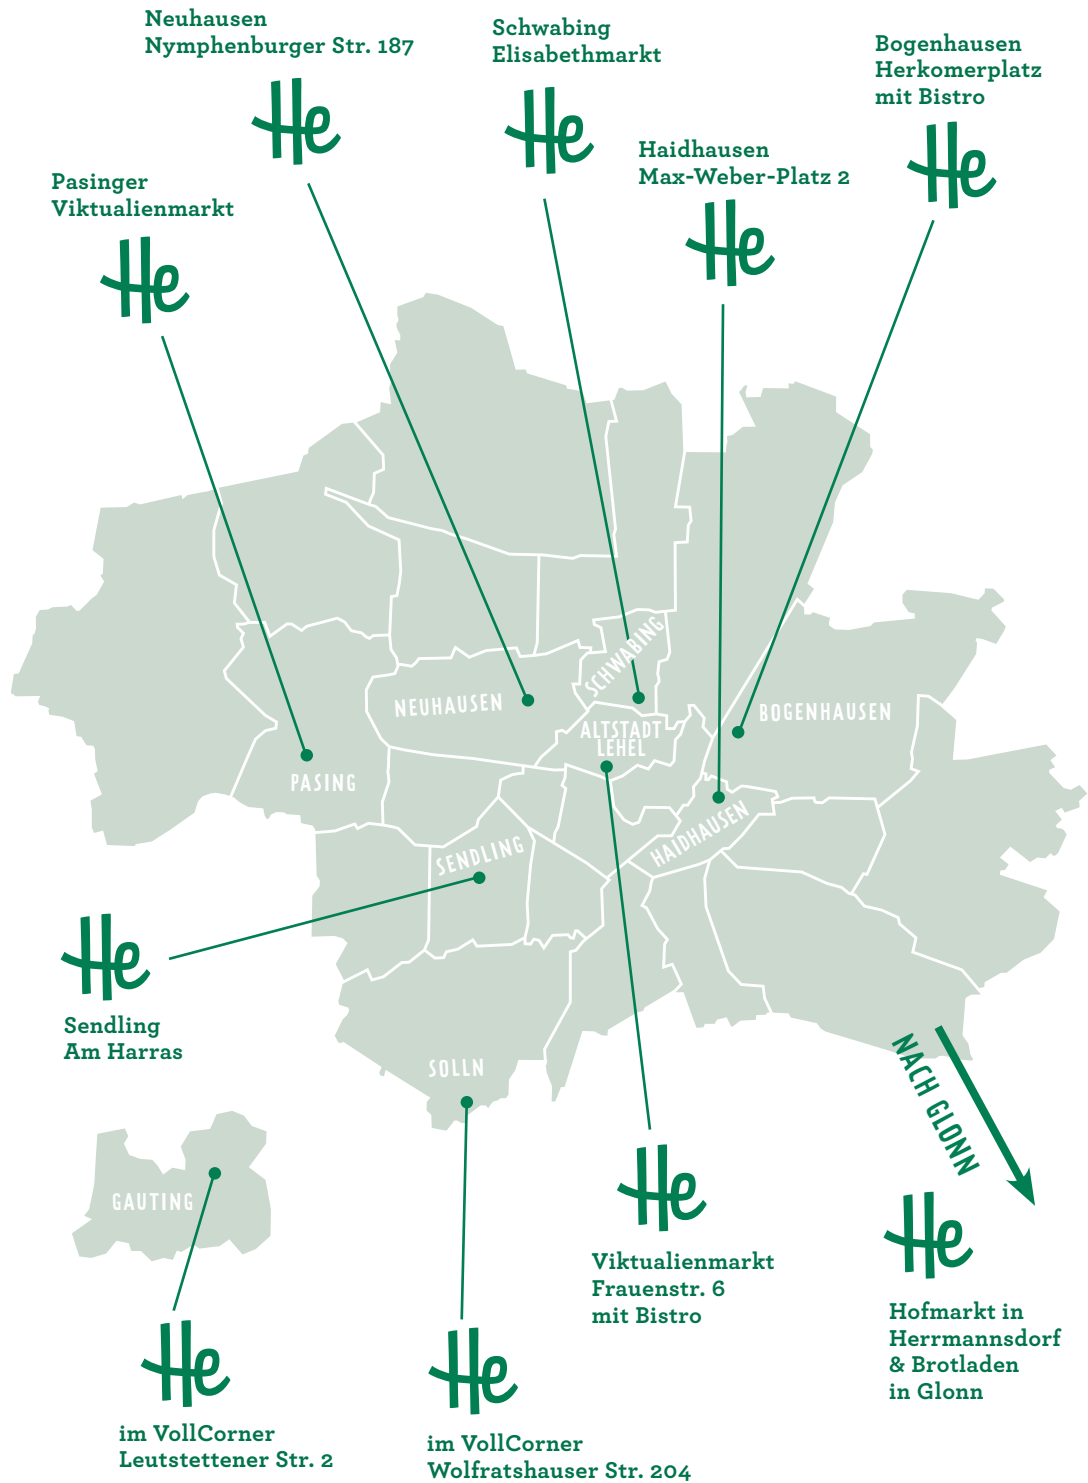 Neuhausen
Nymphenburger Str. 187
He
Schwabing
Elisabethmarkt
He
Bogenhausen
Herkomerplatz
mit Bistro
He
Haidhausen
Max-Weber-Platz 2
He
Pasinger
Viktualienmarkt
He
SCHWABING
NEUHAUSEN
BOGENHAUSEN
ALTSTADT
LEHEL
PASING
HAIDHAUSEN
SENDLING
He
Sendling
Am Harras
SOLLN
NACH GLONN
GAUTING
He
Viktualienmarkt
Frauenstr. 6
mit Bistro
He
Hofmarkt in
Herrmannsdorf
& Brotladen
in Glonn
He
im VollCorner
Leutstettener Str. 2
He
im VollCorner
Wolfratshauser Str. 204